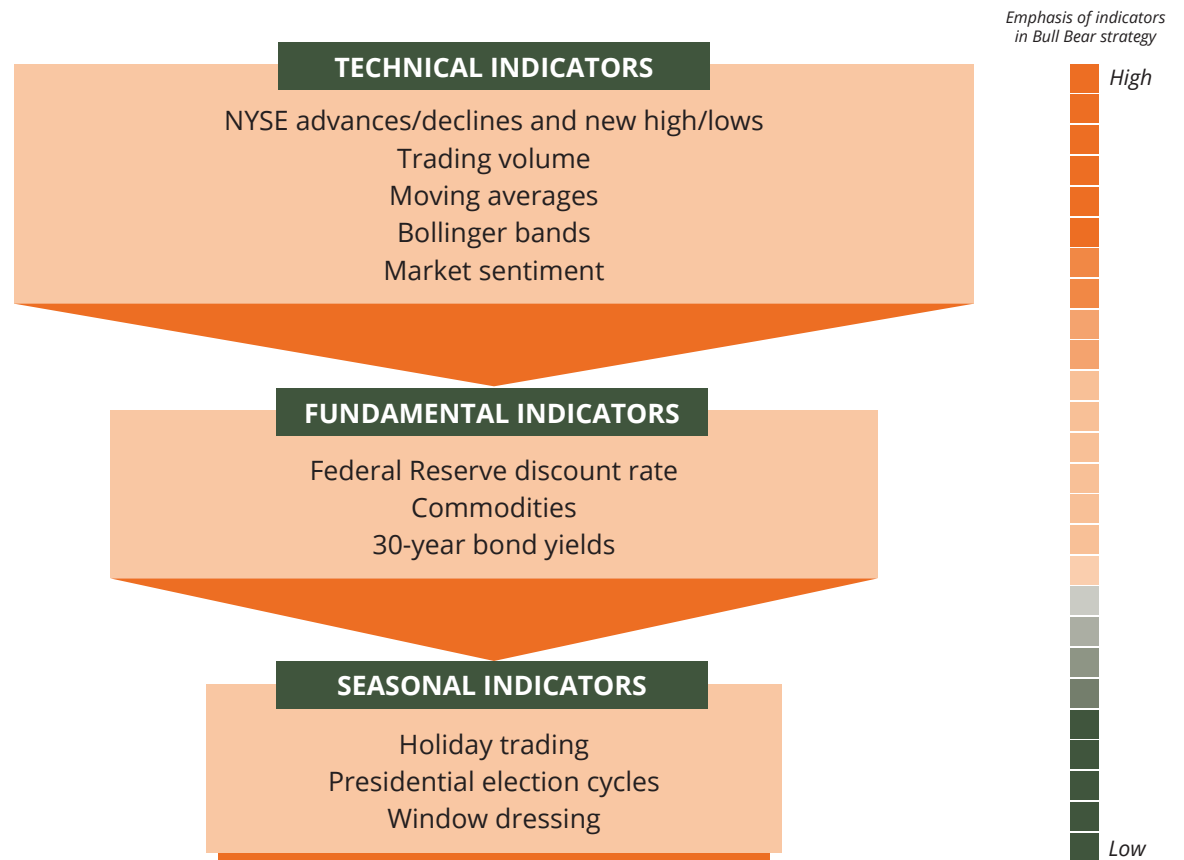 Emphasis of indicators
in Bull Bear strategy
High
TECHNICAL INDICATORS
NYSE advances/declines and new high/lows
Trading volume
Moving averages
Bollinger bands
Market sentiment
FUNDAMENTAL INDICATORS
Federal Reserve discount rate
Commodities
30-year bond yields
SEASONAL INDICATORS
Holiday trading
Presidential election cycles
Window dressing
Low